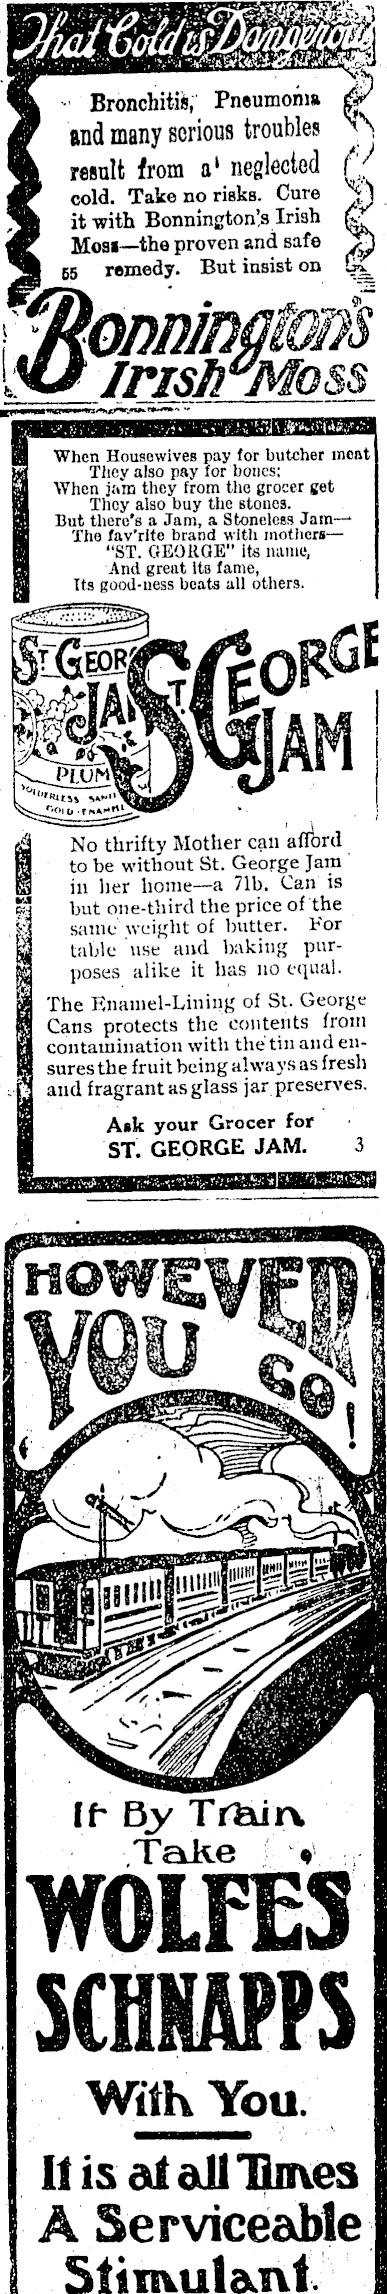 That Cold is Dangerous
Bronchitis, Pneumonia
and many serious troubles
result from a neglected
cold. Take no risks. Cure
it with Bonnington's Irish
Moss—the proven and safe
55 remedy. But insist on
Bonnington's
Irish Moss
When Housewives pay for butcher meat
They also pay for bones;
When jam they from the grocer get
They also buy the stones.
But there's a Jam, a Stoneless Jam—
The fav'rite brand with mothers—
"ST. GEORGE" its name,
And great its fame,
Its good-ness beats all others.
ST GEOR
JAM
PLUM
SOLDERLESS SANI
GOLD-ENAMEL
ST. GEORGE
JAM
No thrifty Mother can afford
to be without St. George Jam
in her home—a 7lb. Can is
but one-third the price of the
same weight of butter. For
table use and baking pur-
poses alike it has no equal.
The Enamel-Lining of St. George
Cans protects the contents from
contamination with the tin and en-
sures the fruit being always as fresh
and fragrant as glass jar preserves.
Ask your Grocer for
ST. GEORGE JAM. 3
HOWEVER
YOU GO!
If By Train
Take
WOLFE'S
SCHNAPPS
With You.
It is at all Times
A Serviceable
Stimulant.